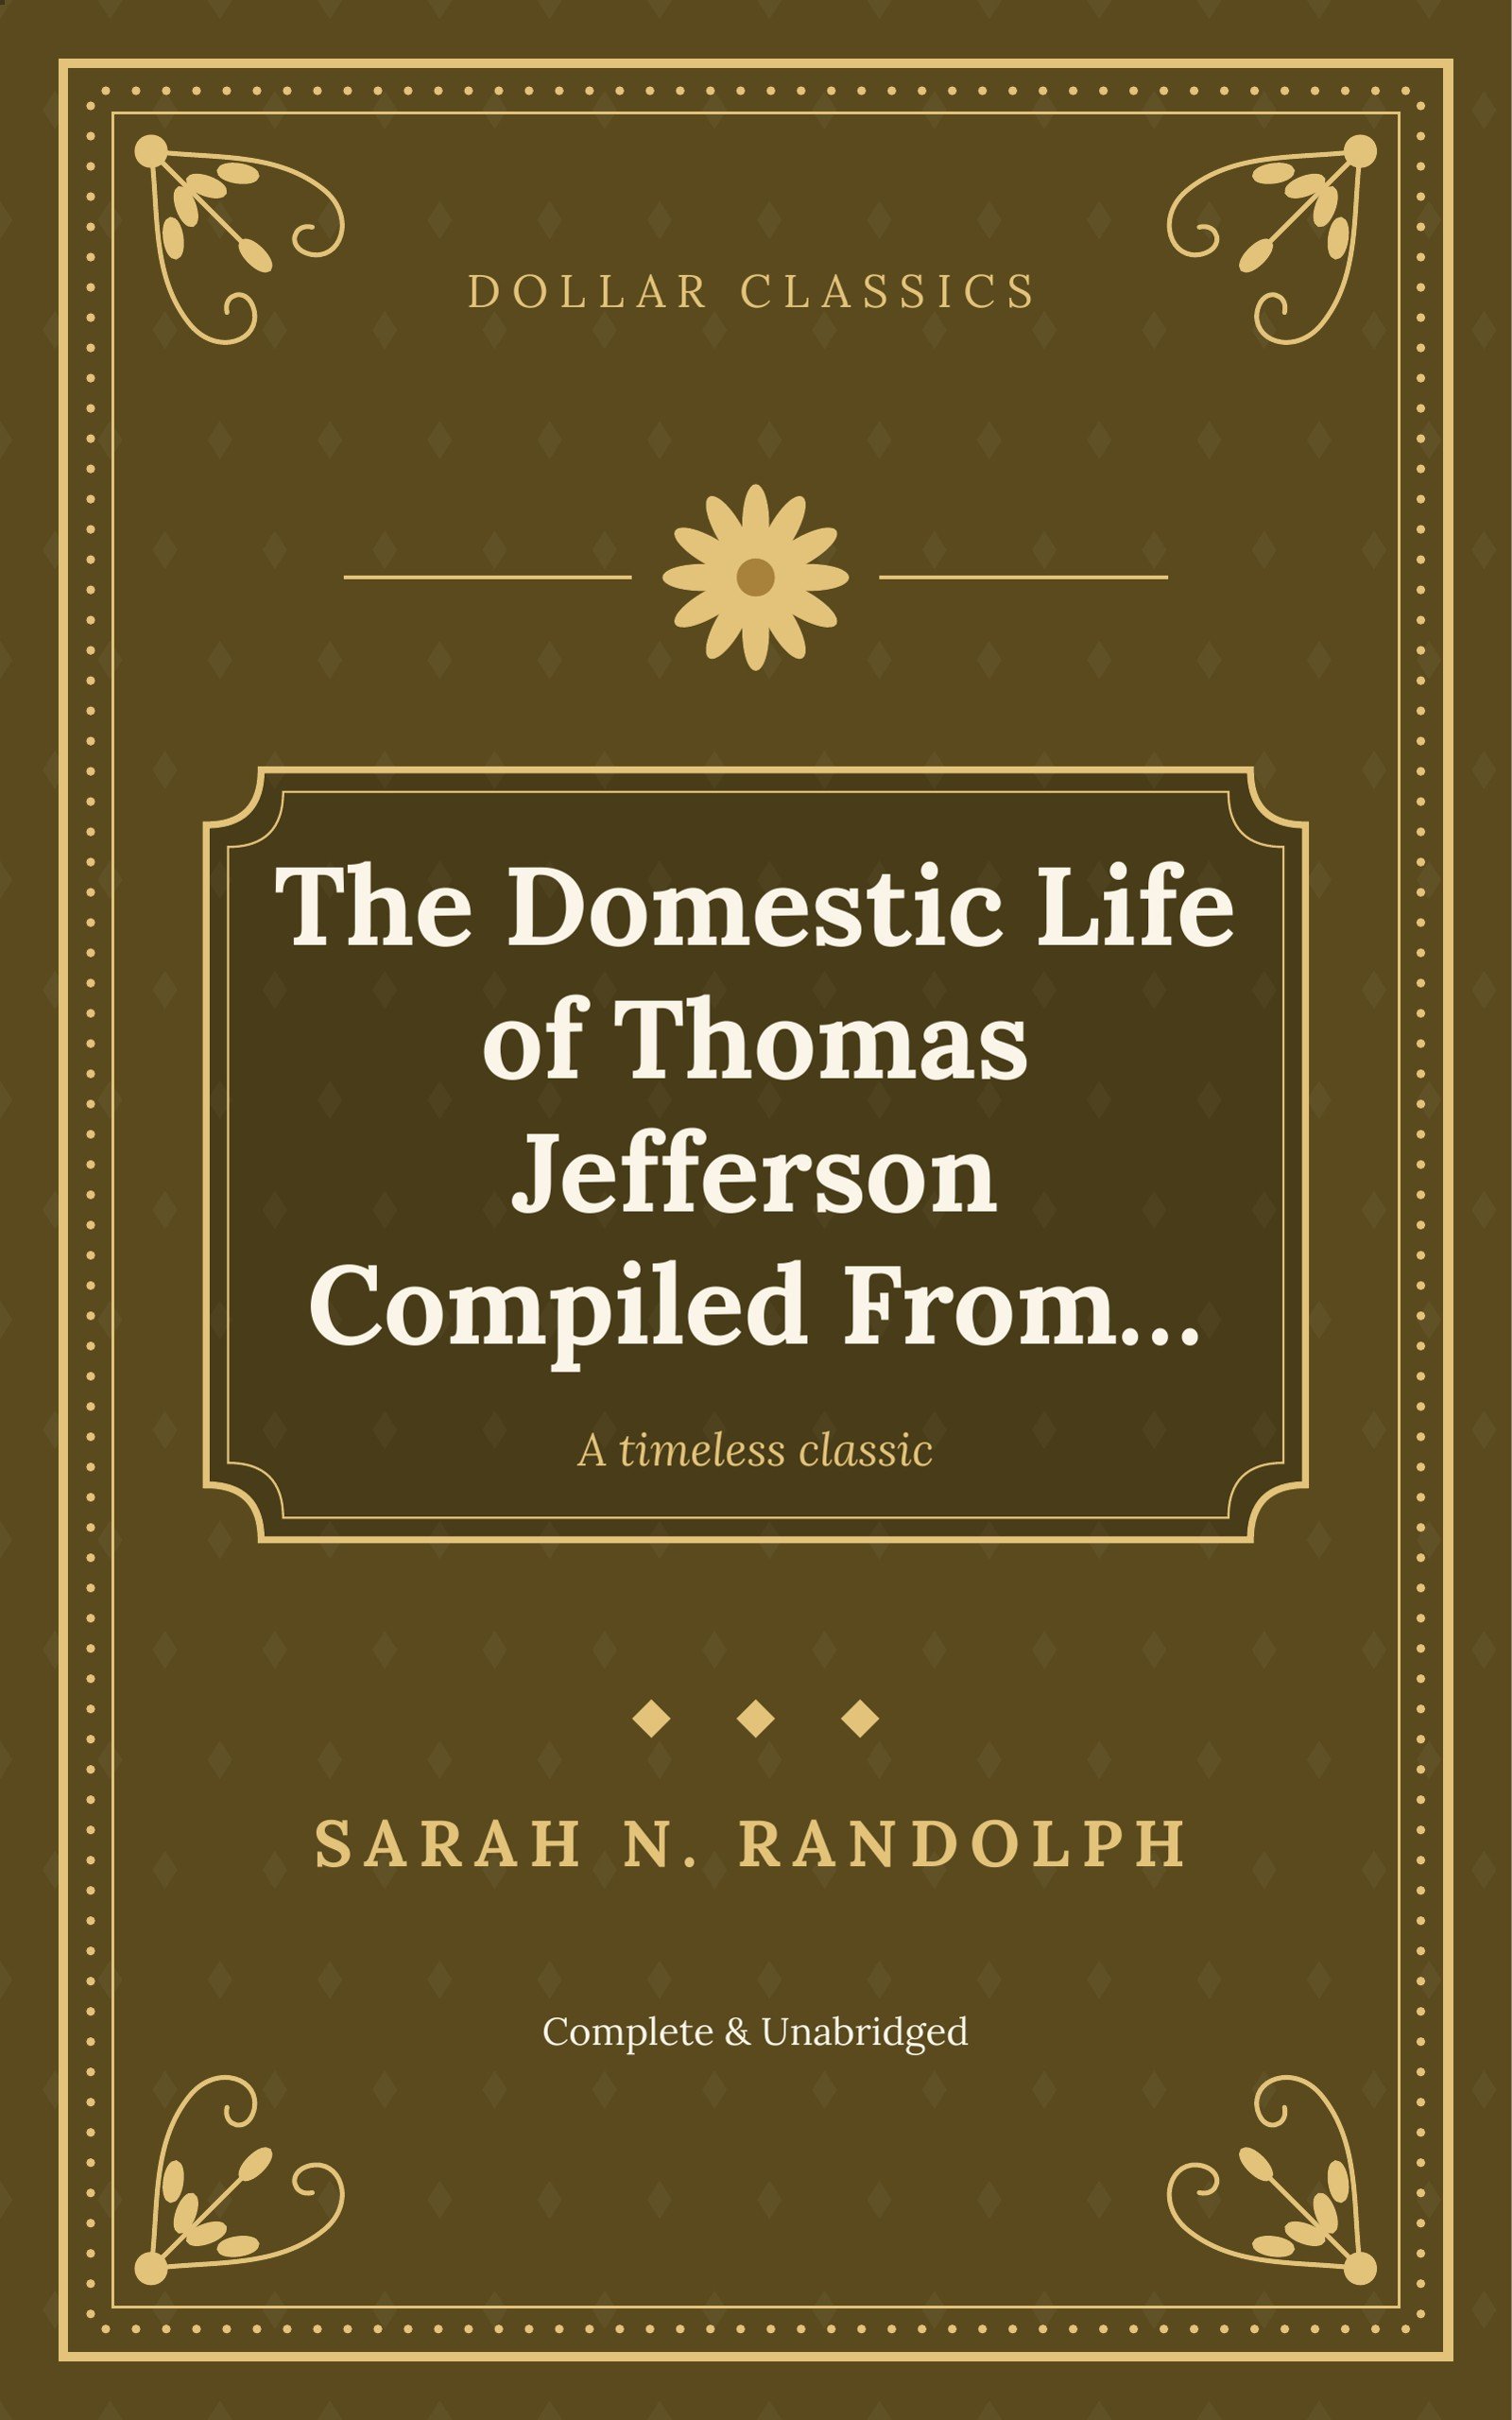 DOLLAR CLASSICS
The Domestic Life
of Thomas
Jefferson
Compiled From...
A timeless classic
SARAH N. RANDOLPH
Complete & Unabridged